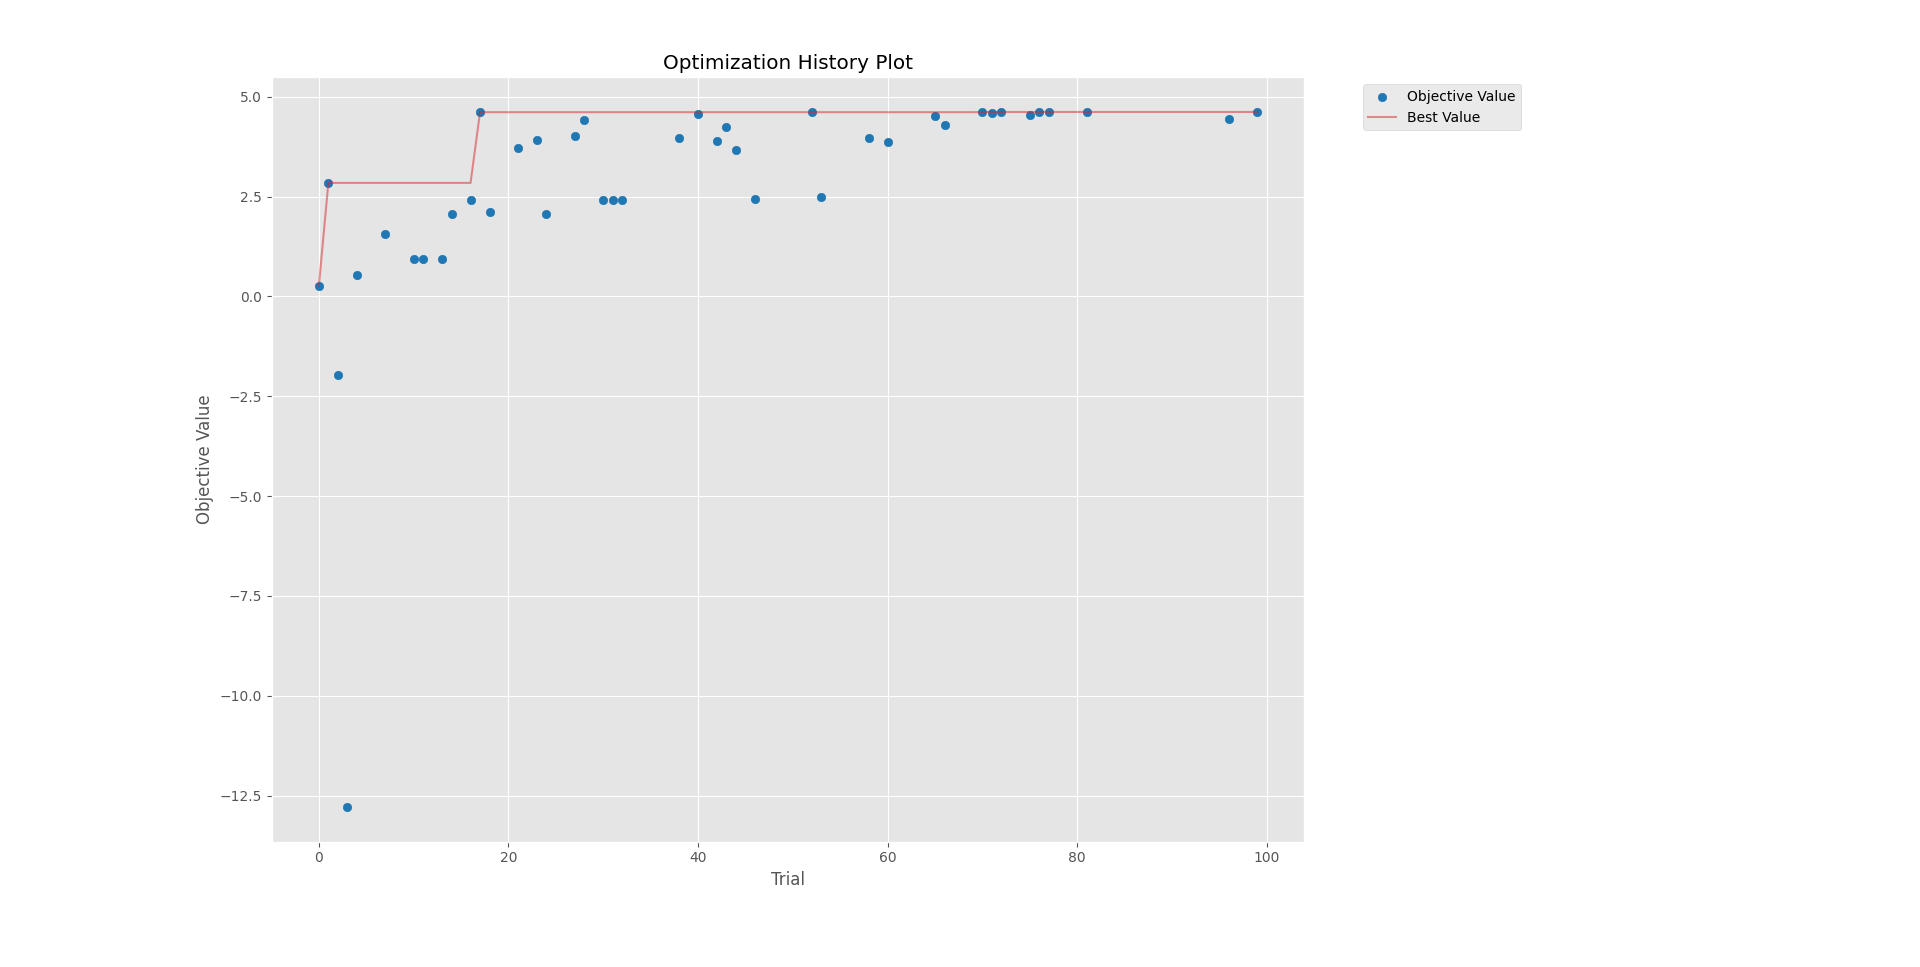 Optimization History Plot
5.0
2.5
0.0
−2.5
−5.0
−7.5
−10.0
−12.5
Objective Value
0 20 40 60 80 100
Trial
Objective Value
Best Value